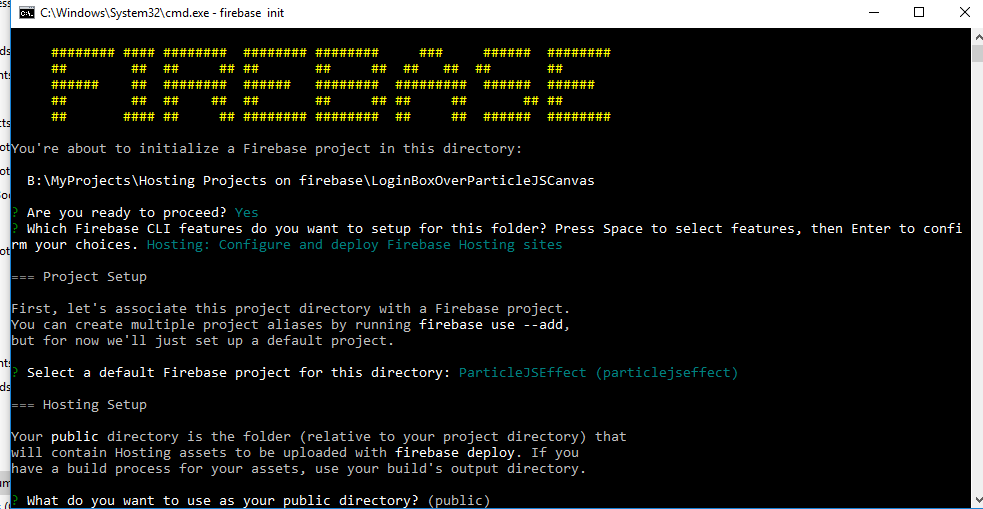 C:\Windows\System32\cmd.exe - firebase init
FIREBASE
You're about to initialize a Firebase project in this directory:
B:\MyProjects\Hosting Projects on firebase\LoginBoxOverParticleJSCanvas
? Are you ready to proceed? Yes
? Which Firebase CLI features do you want to setup for this folder? Press Space to select features, then Enter to confi
rm your choices. Hosting: Configure and deploy Firebase Hosting sites
=== Project Setup
First, let's associate this project directory with a Firebase project.
You can create multiple project aliases by running firebase use --add,
but for now we'll just set up a default project.
? Select a default Firebase project for this directory: ParticleJSEffect (particlejseffect)
=== Hosting Setup
Your public directory is the folder (relative to your project directory) that
will contain Hosting assets to be uploaded with firebase deploy. If you
have a build process for your assets, use your build's output directory.
? What do you want to use as your public directory? (public)